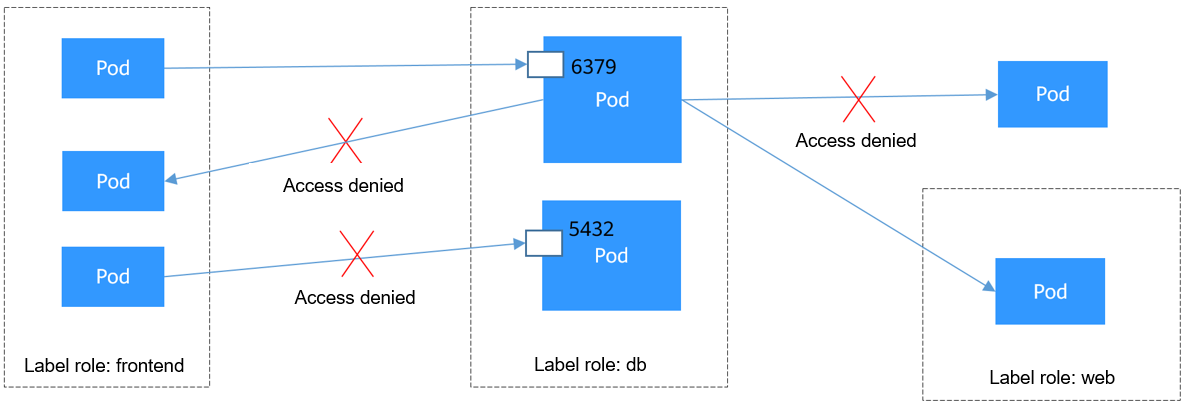 Pod
Pod
Access denied
Pod
Access denied
Label role: frontend
6379
Pod
5432
Pod
Label role: db
Access denied
Pod
Pod
Label role: web